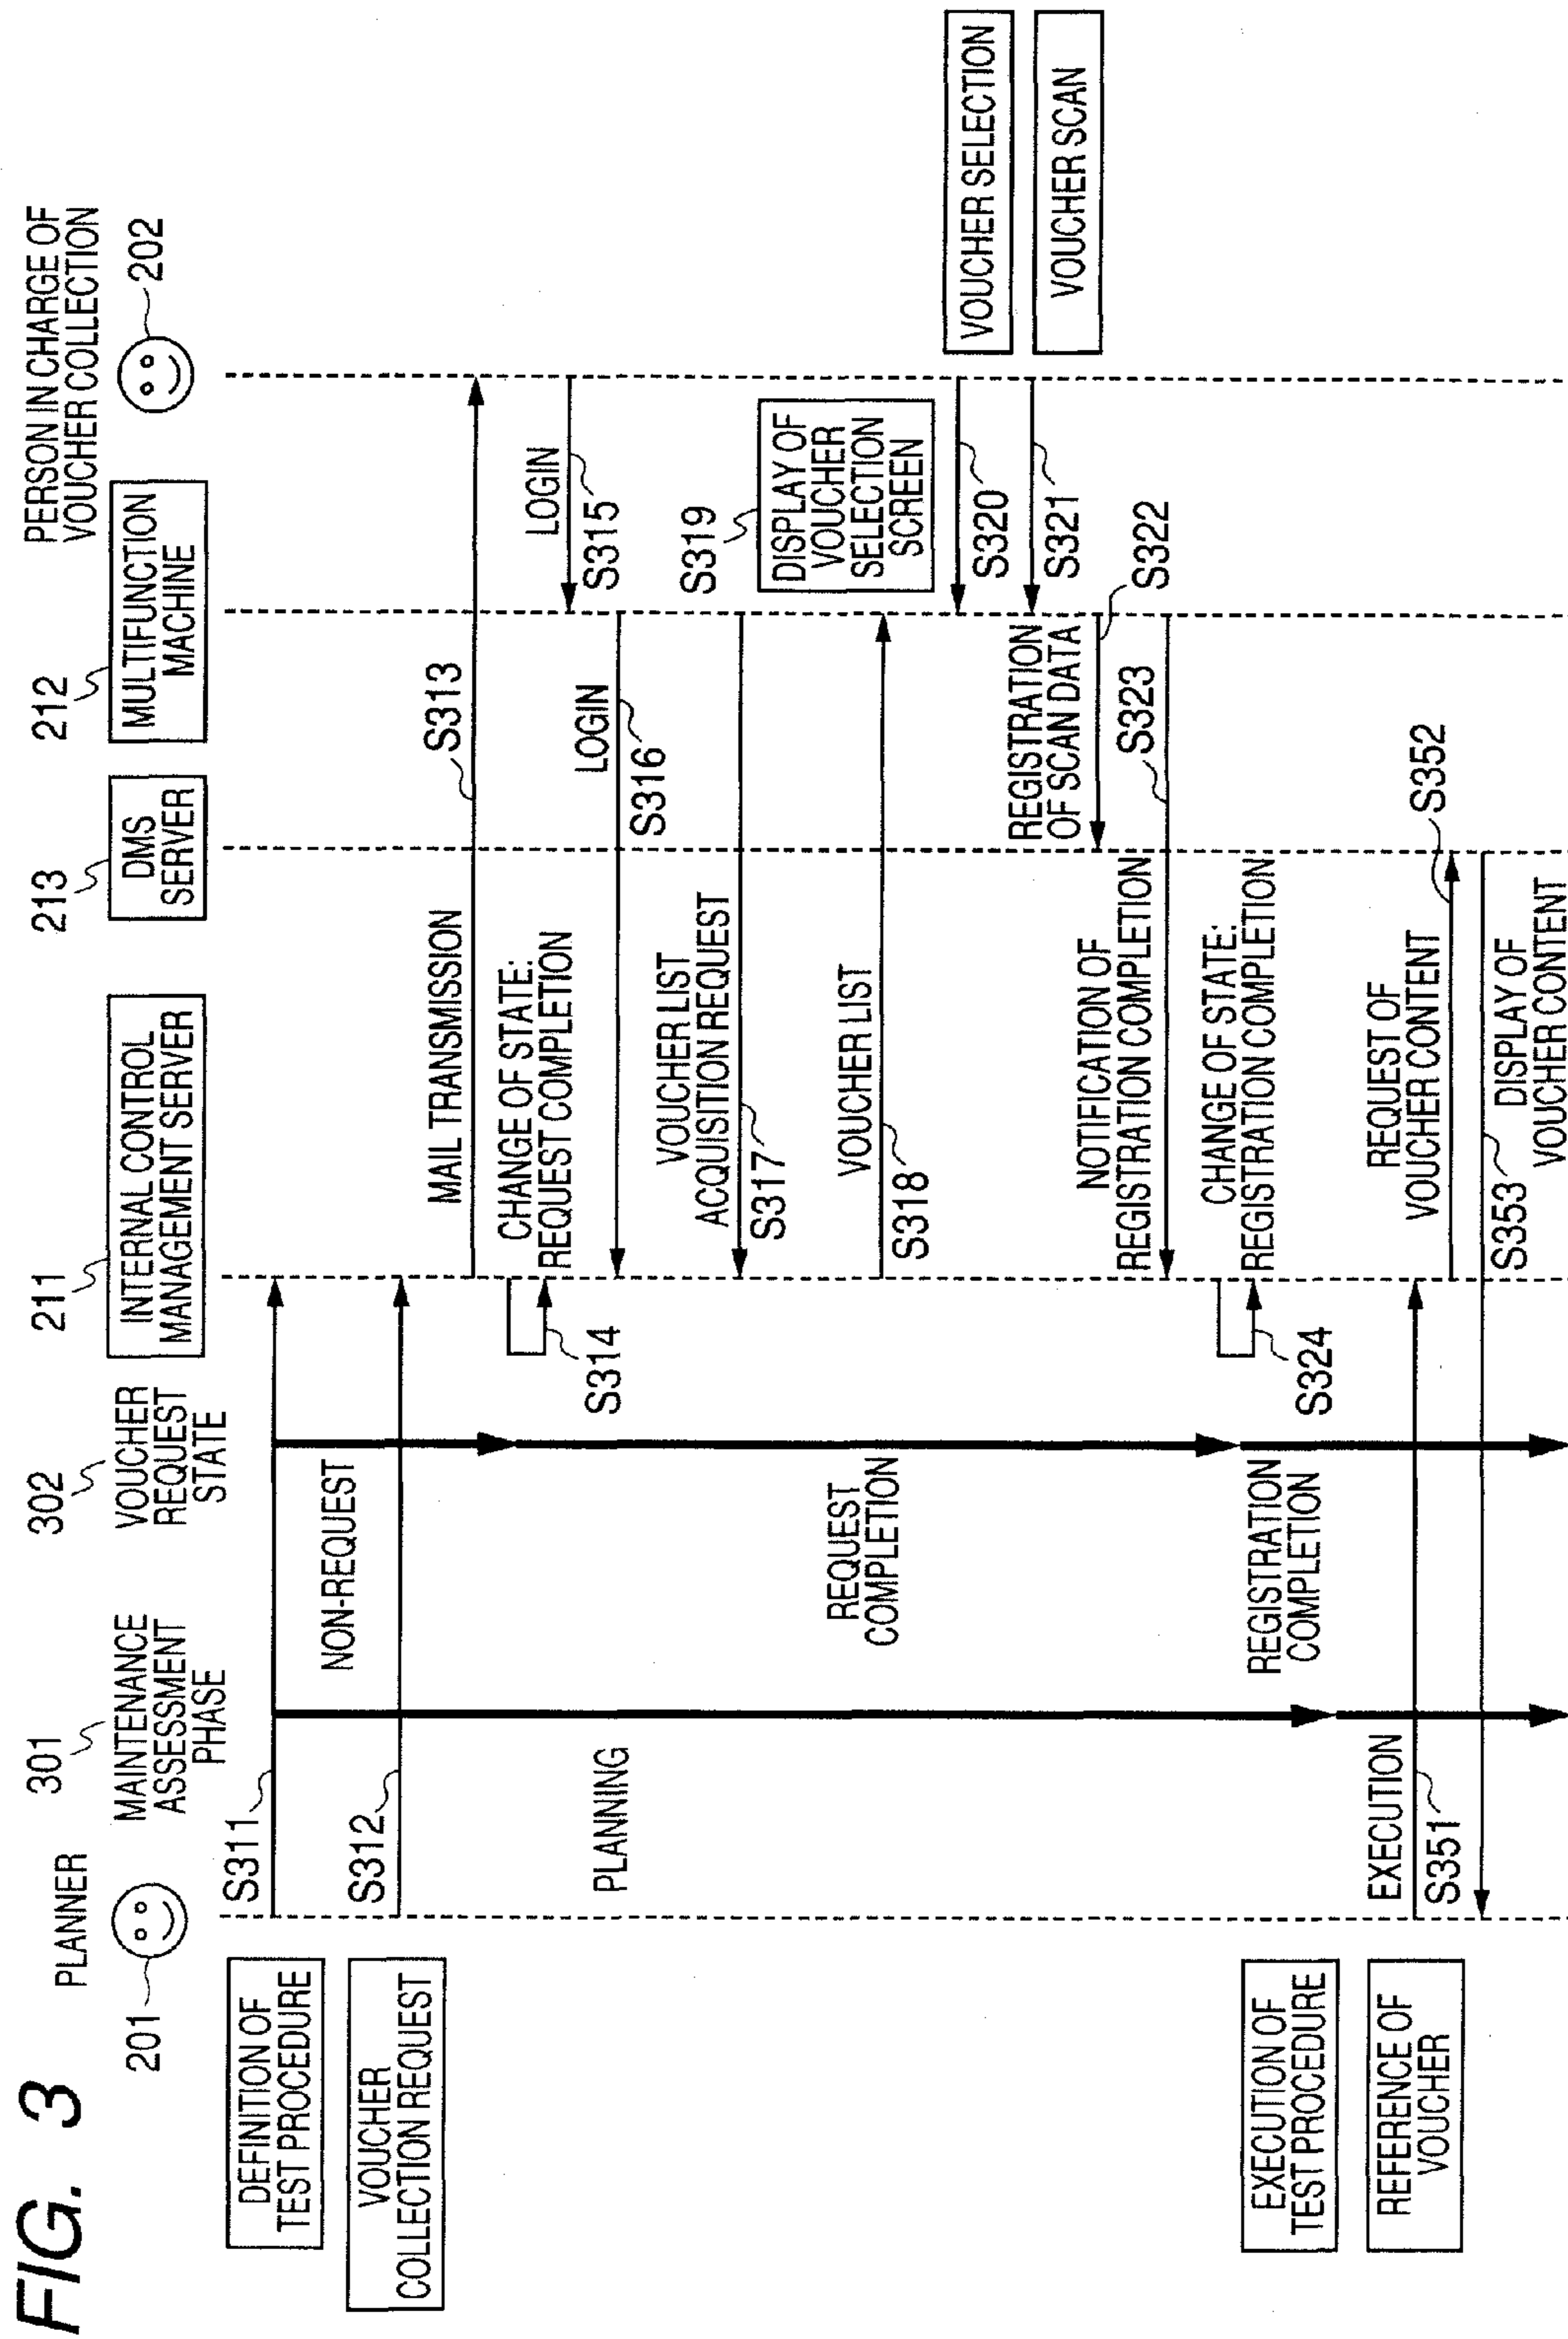 FIG. 3
PLANNER
201
301
MAINTENANCE
ASSESSMENT
PHASE
302
VOUCHER
REQUEST
STATE
211
INTERNAL CONTROL
MANAGEMENT SERVER
213
DMS
SERVER
212
MULTIFUNCTION
MACHINE
PERSON IN CHARGE OF
VOUCHER COLLECTION
202
DEFINITION OF
TEST PROCEDURE
S311
NON-REQUEST
VOUCHER
COLLECTION REQUEST
S312
MAIL TRANSMISSION
S313
CHANGE OF STATE:
REQUEST COMPLETION
S314
LOGIN
S315
LOGIN
S316
PLANNING
VOUCHER LIST
ACQUISITION REQUEST
S317
S319
DISPLAY OF
VOUCHER
SELECTION
SCREEN
REQUEST
COMPLETION
VOUCHER LIST
S318
VOUCHER SELECTION
S320
VOUCHER SCAN
S321
REGISTRATION
OF SCAN DATA
S322
NOTIFICATION OF
REGISTRATION COMPLETION
S323
CHANGE OF STATE:
REGISTRATION COMPLETION
S324
REGISTRATION
COMPLETION
EXECUTION OF
TEST PROCEDURE
EXECUTION
REFERENCE OF
VOUCHER
S351
REQUEST OF
VOUCHER CONTENT
S352
S353
DISPLAY OF
VOUCHER CONTENT